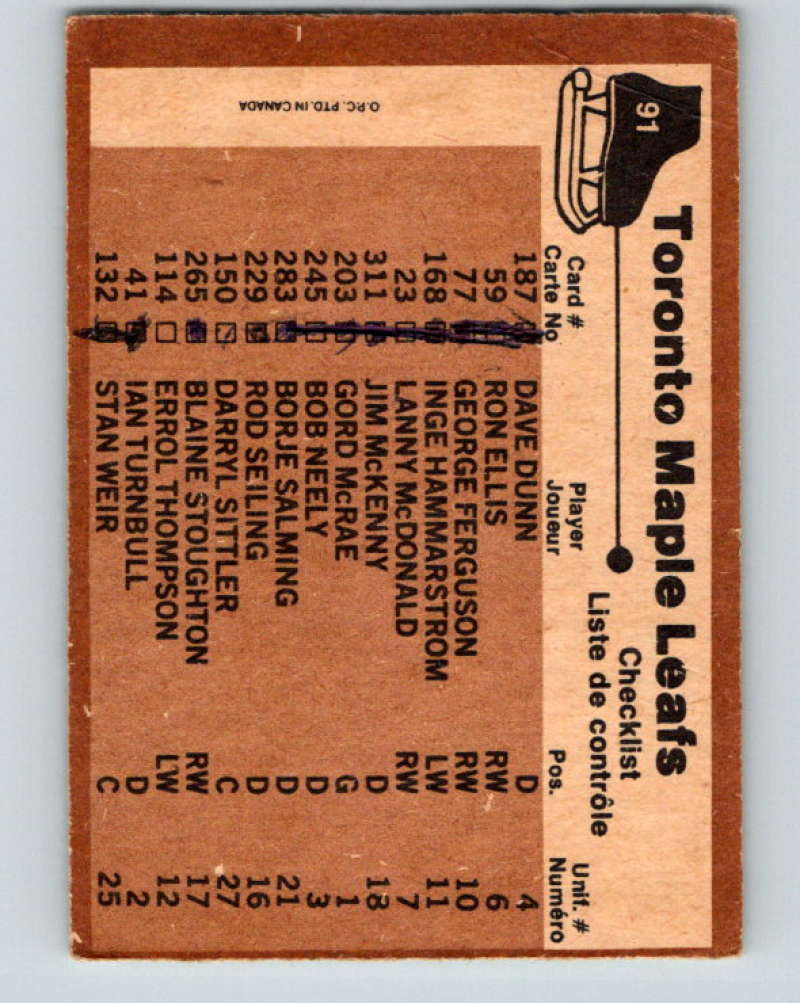 91
Toronto Maple Leafs
Checklist
Liste de contrôle
Card # Player Pos. Unif. #
Carte No Joueur Numéro
187 DAVE DUNN D 4
59 RON ELLIS RW 6
77 GEORGE FERGUSON RW 10
168 INGE HAMMARSTROM LW 11
23 LANNY McDONALD RW 7
311 JIM McKENNY D 18
203 GORD McRAE G 1
245 BOB NEELY D 3
283 BORJE SALMING D 21
229 ROD SEILING D 16
150 DARRYL SITTLER C 27
265 BLAINE STOUGHTON RW 17
114 ERROL THOMPSON LW 12
41 IAN TURNBULL D 2
132 STAN WEIR C 25
O.P.C. PTD. IN CANADA